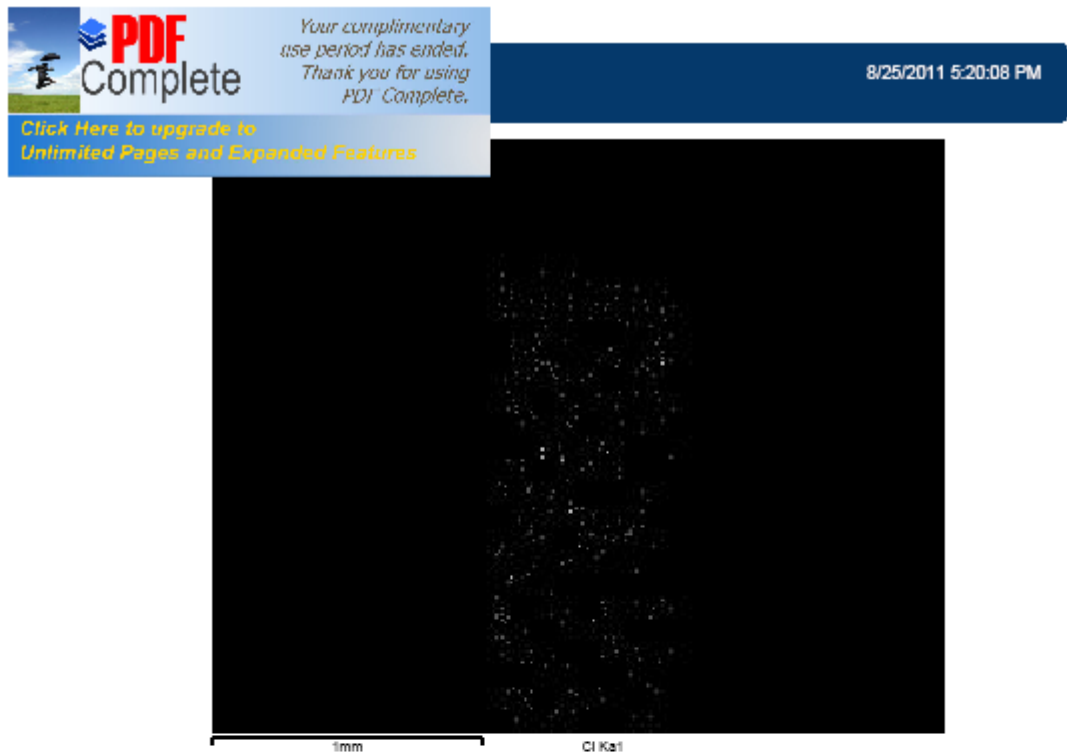 PDF
Complete
Your complimentary
use period has ended.
Thank you for using
PDF Complete.
Click Here to upgrade to
Unlimited Pages and Expanded Features
8/25/2011 5:20:08 PM
1mm
Cl Ka1